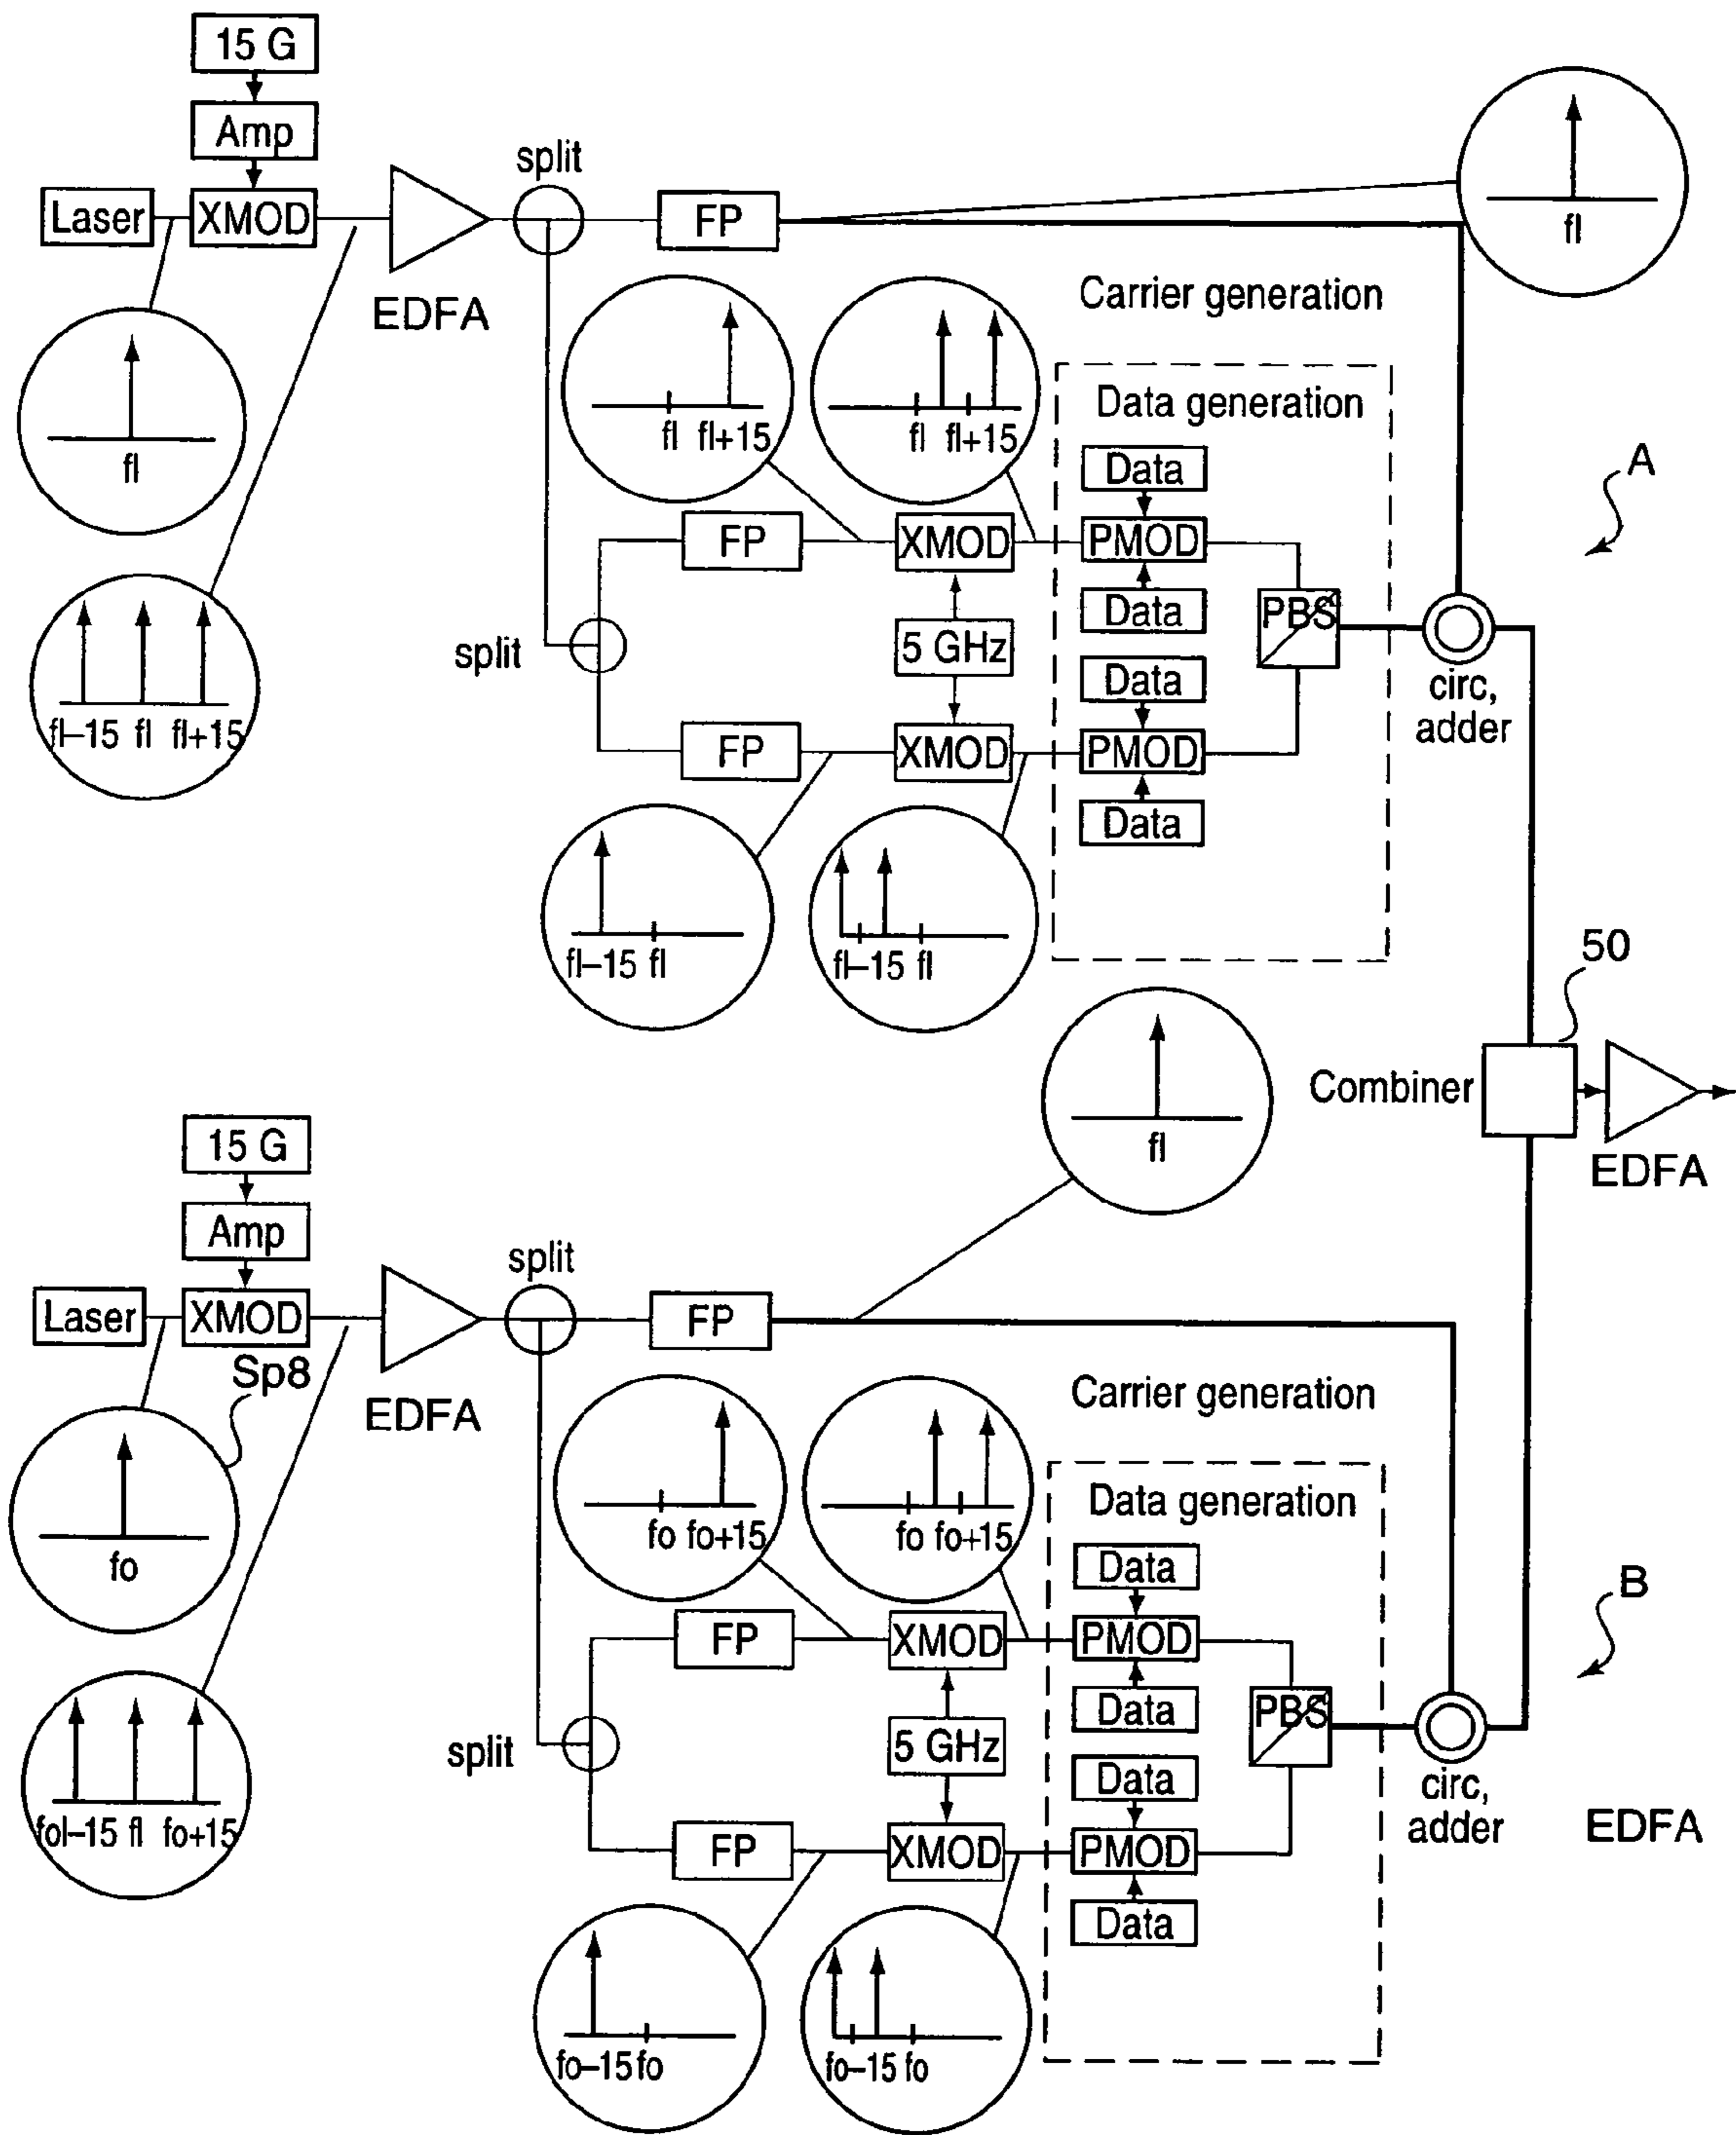 15 G
Amp
Laser
XMOD
EDFA
split
FP
fl
fl
fl–15 fl fl+15
Carrier generation
fl fl+15
fl fl+15
Data generation
Data
FP
XMOD
PMOD
Data
split
5 GHz
PBS
circ,
adder
A
Data
FP
XMOD
PMOD
Data
fl–15 fl
fl–15 fl
50
Combiner
EDFA
fl
15 G
Amp
Laser
XMOD
Sp8
EDFA
split
FP
fo
fol–15 fl fo+15
Carrier generation
fo fo+15
fo fo+15
Data generation
Data
FP
XMOD
PMOD
Data
split
5 GHz
PBS
circ,
adder
B
EDFA
Data
FP
XMOD
PMOD
Data
fo–15 fo
fo–15 fo